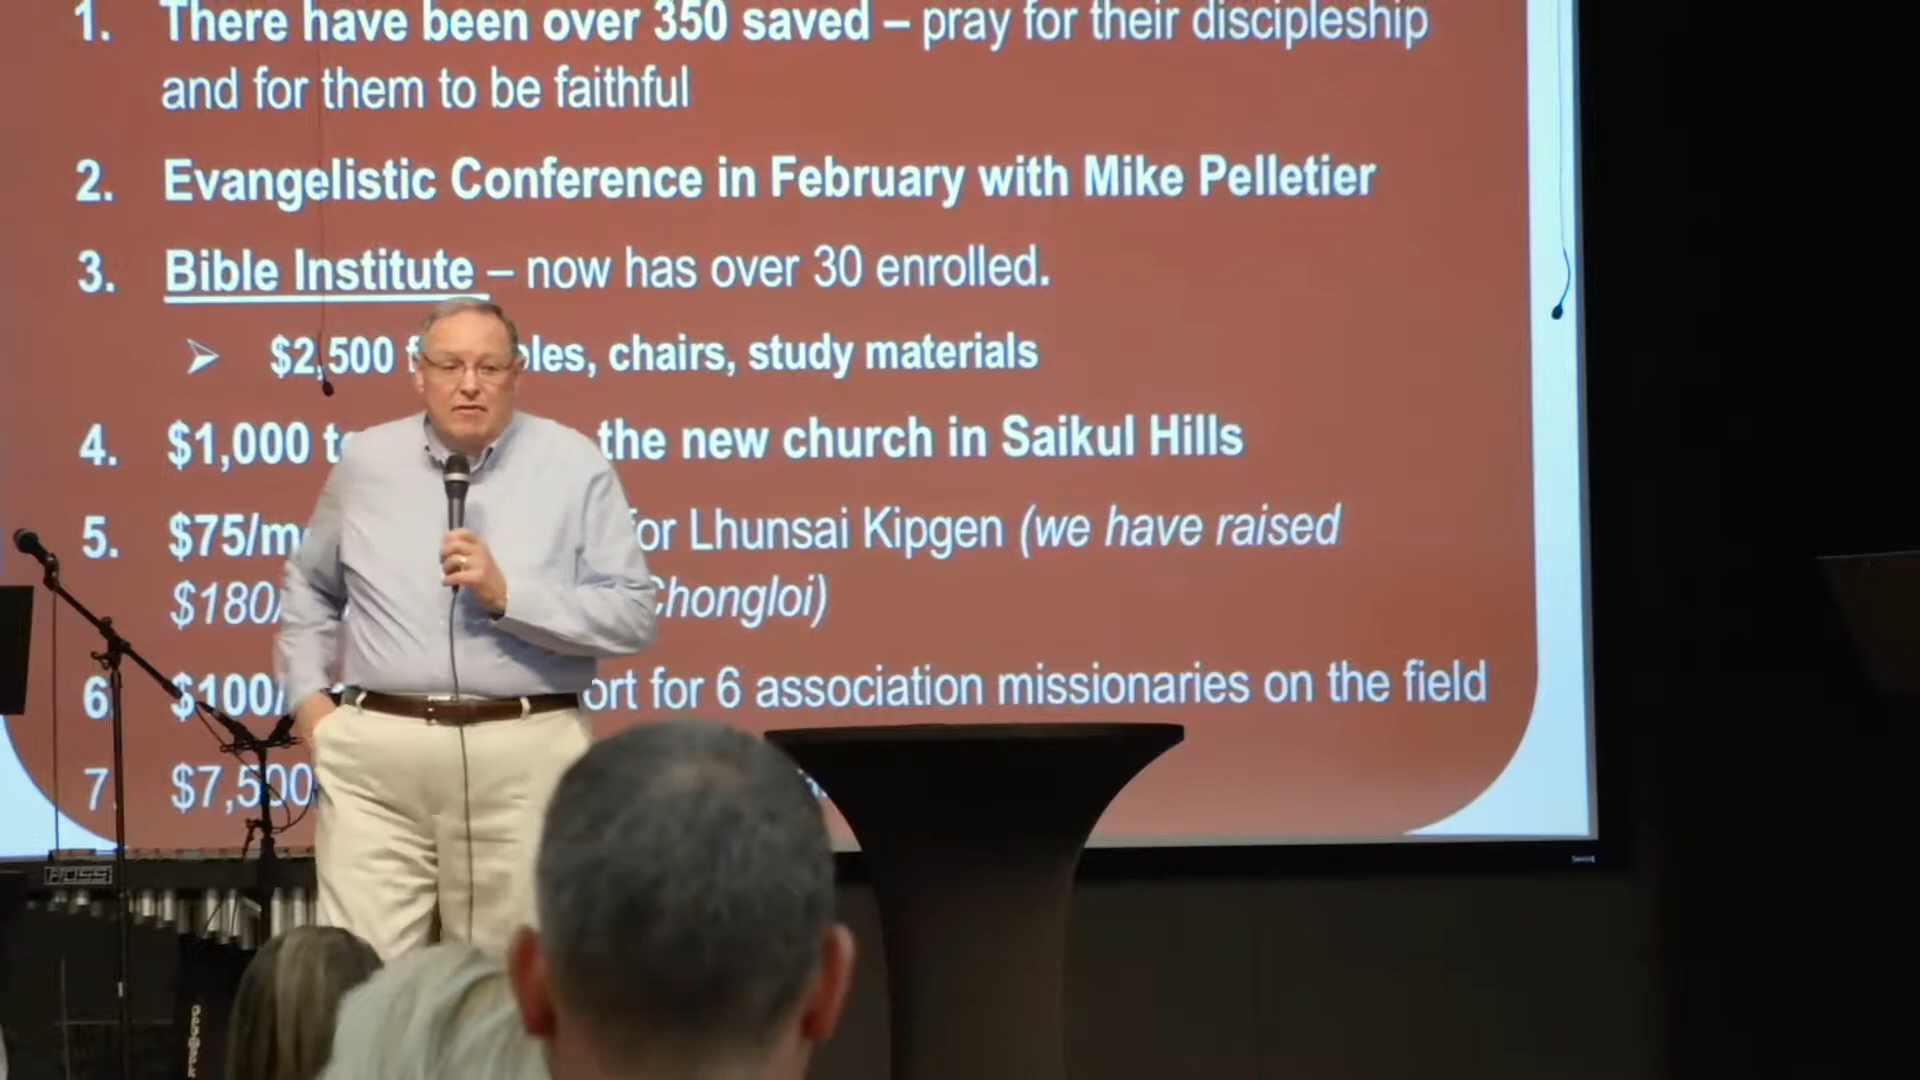 1. There have been over 350 saved – pray for their discipleship
and for them to be faithful
2. Evangelistic Conference in February with Mike Pelletier
3. Bible Institute – now has over 30 enrolled.
➢ $2,500 chairs, study materials
4. $1,000 the new church in Saikul Hills
5. $75/m for Lhunsai Kipgen (we have raised
$180/ Chongloi)
6. $100/ for 6 association missionaries on the field
7. $7,500